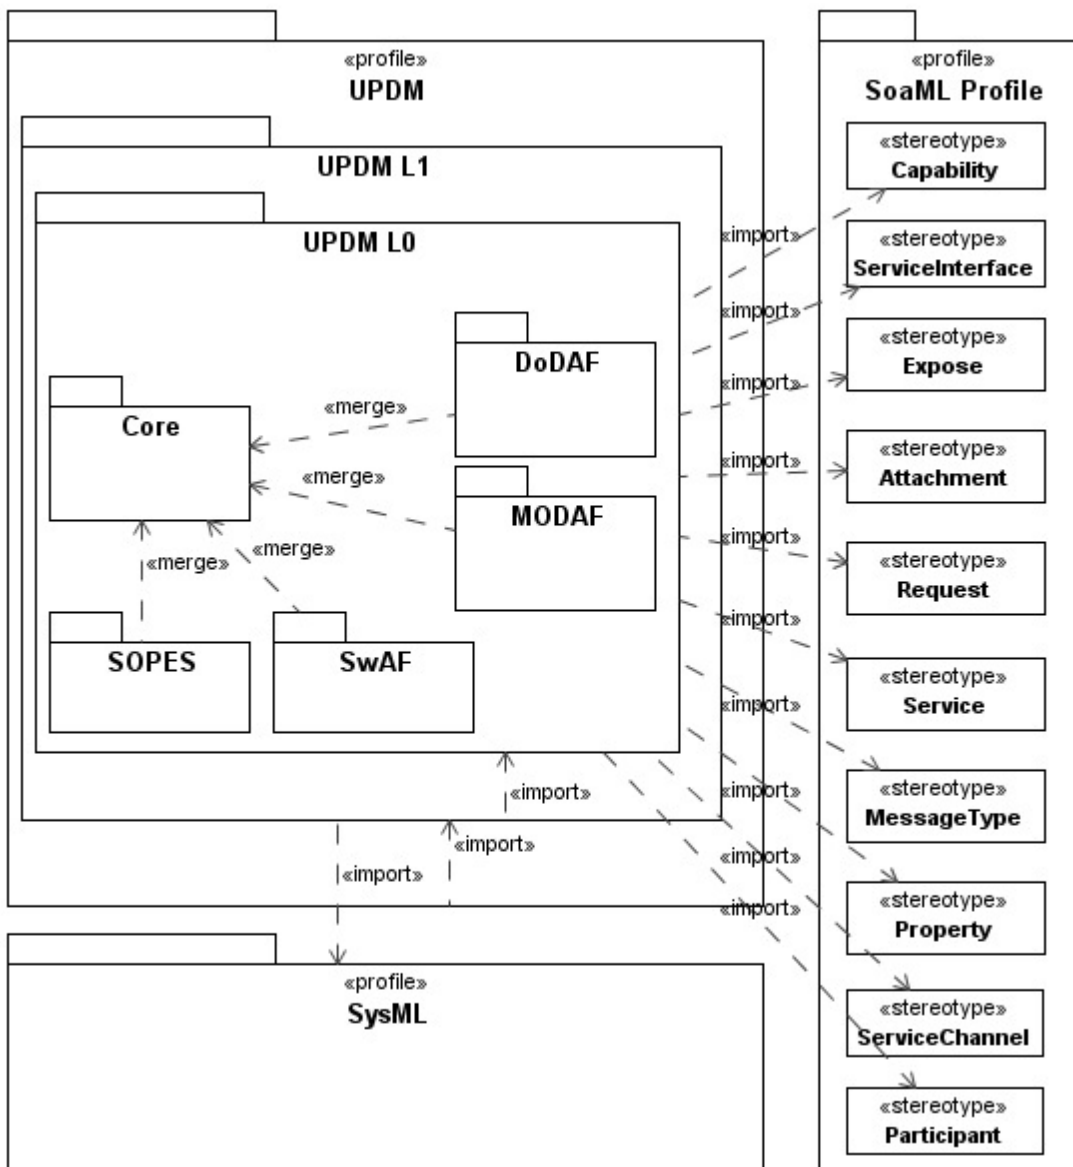 «profile»
UPDM
UPDM L1
UPDM L0
DoDAF
Core
«merge»
«merge»
MODAF
«merge»
«merge»
SOPES
SwAF
«import»
«import»
«import»
«profile»
SysML
«import»
«import»
«import»
«import»
«import»
«import»
«import»
«import»
«import»
«import»
«profile»
SoaML Profile
«stereotype»
Capability
«stereotype»
ServiceInterface
«stereotype»
Expose
«stereotype»
Attachment
«stereotype»
Request
«stereotype»
Service
«stereotype»
MessageType
«stereotype»
Property
«stereotype»
ServiceChannel
«stereotype»
Participant